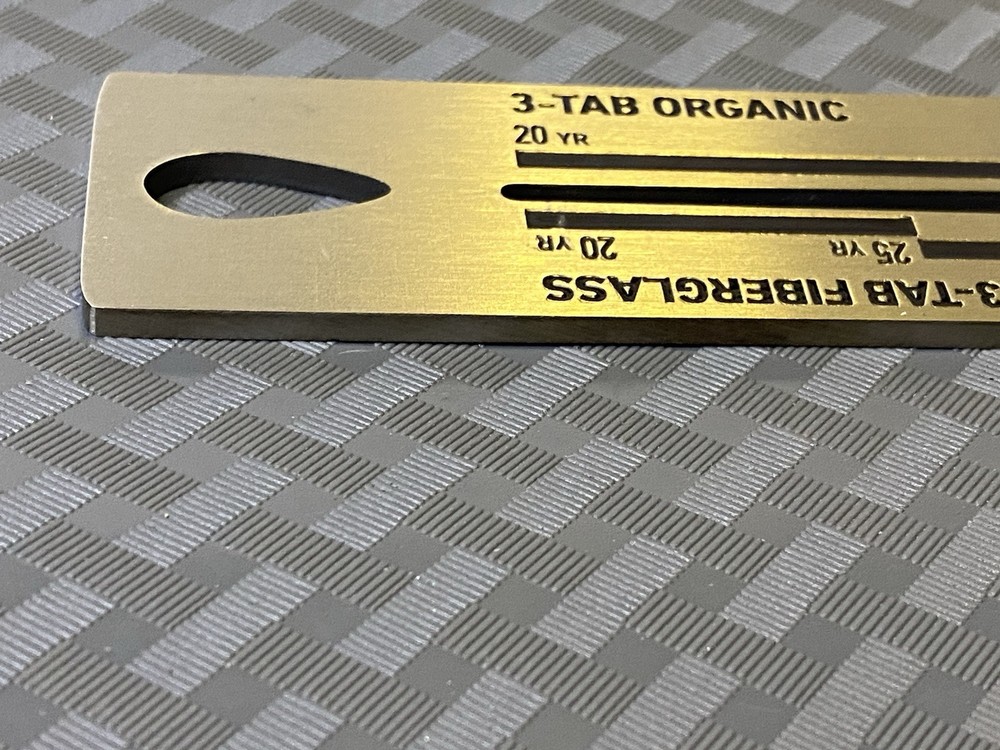 3-TAB ORGANIC
20 YR
20 YR 25 YR
3-TAB FIBERGLASS